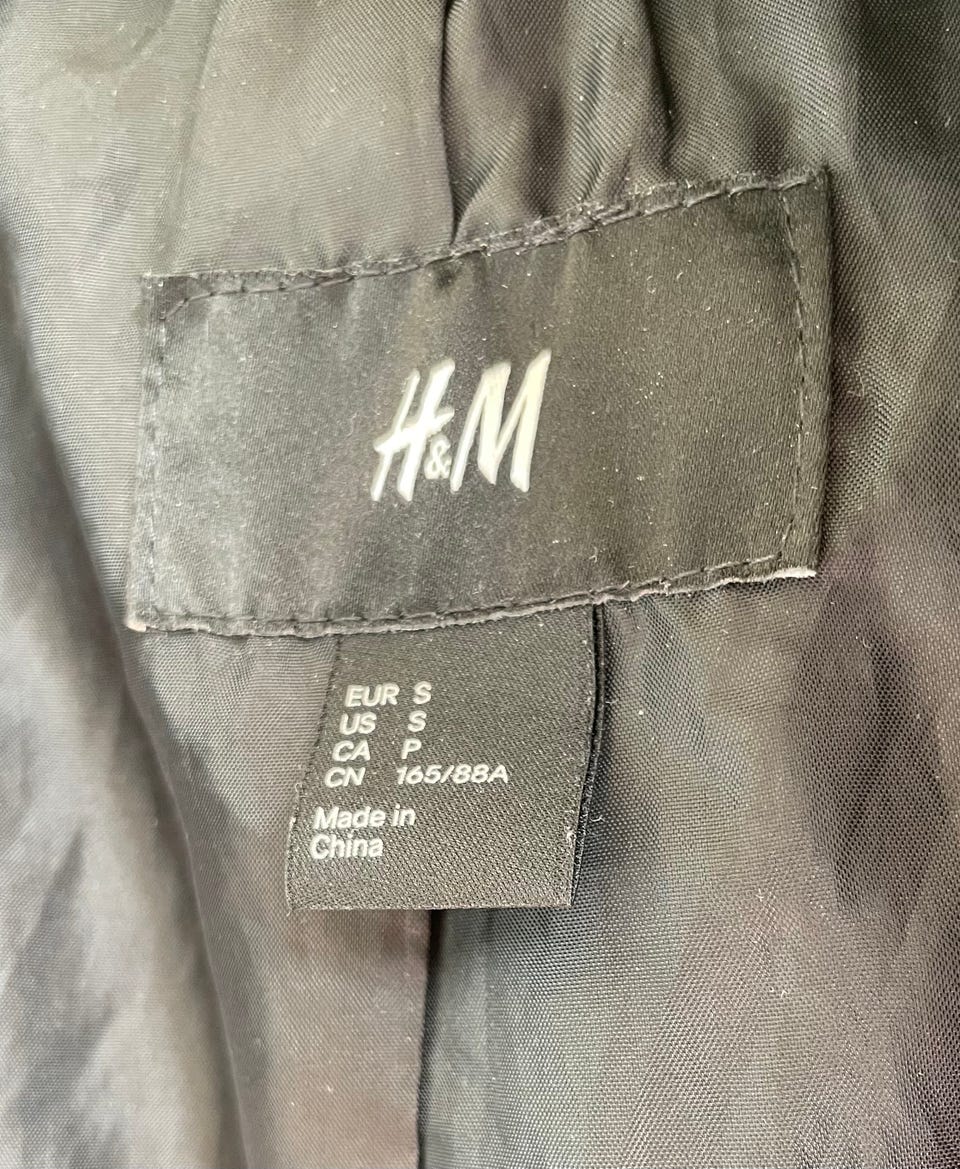 H&M
EUR S
US S
CA P
CN 165/88A
Made in
China